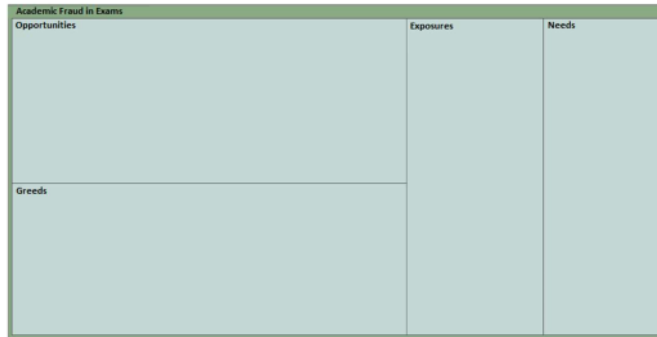 Academic Fraud in Exams
Opportunities
Exposures
Needs
Greeds